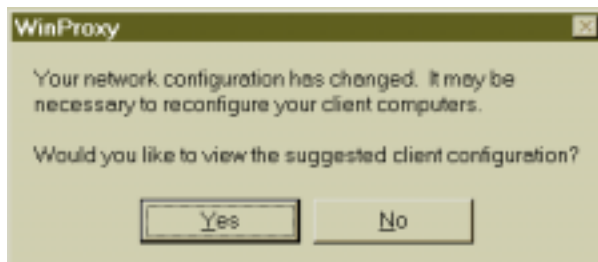 WinProxy
Your network configuration has changed. It may be
necessary to reconfigure your client computers.
Would you like to view the suggested client configuration?
Yes No